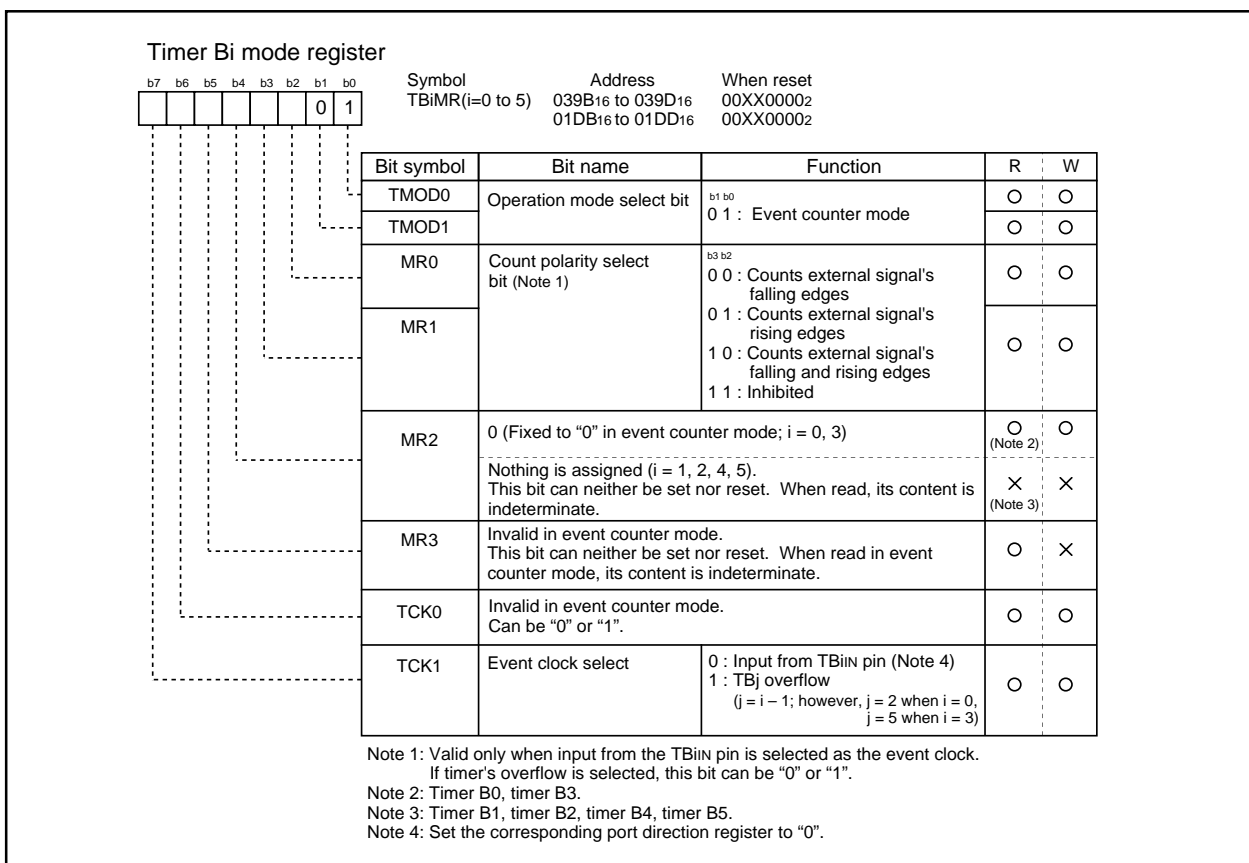 Timer Bi mode register
b7 b6 b5 b4 b3 b2 b1 b0
0 1
Symbol Address When reset
TBiMR(i=0 to 5) 039B16 to 039D16 00XX00002
01DB16 to 01DD16 00XX00002
Bit symbol Bit name Function R W
TMOD0 Operation mode select bit b1 b0
0 1 : Event counter mode
TMOD1
MR0 Count polarity select
bit (Note 1)
b3 b2
0 0 : Counts external signal's
falling edges
0 1 : Counts external signal's
rising edges
MR1
1 0 : Counts external signal's
falling and rising edges
1 1 : Inhibited
MR2 0 (Fixed to “0” in event counter mode; i = 0, 3)
(Note 2)
Nothing is assigned (i = 1, 2, 4, 5).
This bit can neither be set nor reset. When read, its content is
indeterminate.
(Note 3)
MR3 Invalid in event counter mode.
This bit can neither be set nor reset. When read in event
counter mode, its content is indeterminate.
TCK0 Invalid in event counter mode.
Can be “0” or “1”.
TCK1 Event clock select 0 : Input from TBiIN pin (Note 4)
1 : TBj overflow
(j = i – 1; however, j = 2 when i = 0,
j = 5 when i = 3)
Note 1: Valid only when input from the TBiIN pin is selected as the event clock.
If timer's overflow is selected, this bit can be “0” or “1”.
Note 2: Timer B0, timer B3.
Note 3: Timer B1, timer B2, timer B4, timer B5.
Note 4: Set the corresponding port direction register to “0”.